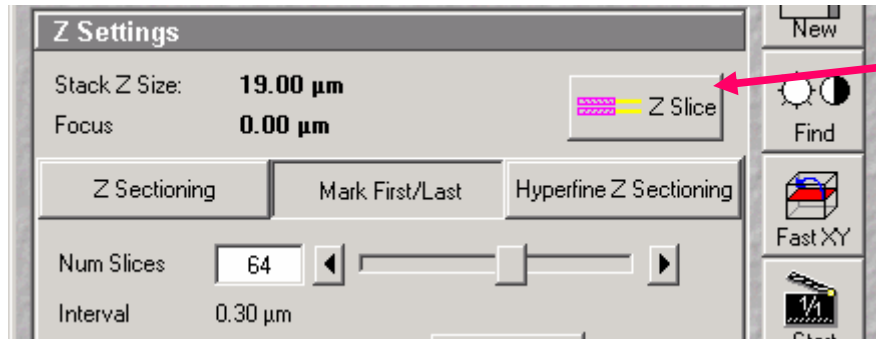 Z Settings
New
Stack Z Size: 19.00 µm
Z Slice
Focus 0.00 µm
Find
Z Sectioning
Mark First/Last
Hyperfine Z Sectioning
Fast XY
Num Slices 64
Interval 0.30 µm
1/1
Start